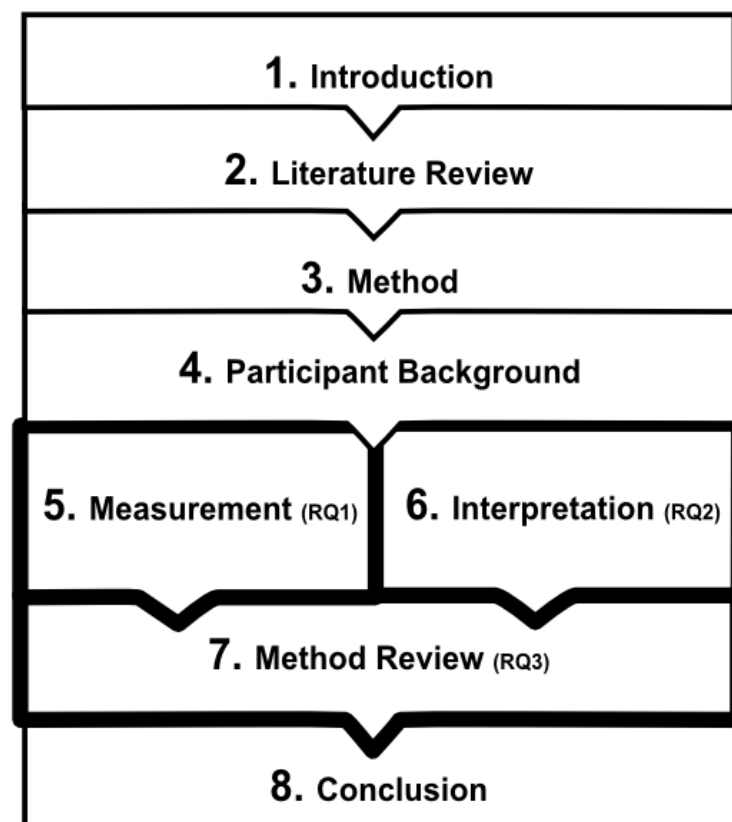 1. Introduction
2. Literature Review
3. Method
4. Participant Background
5. Measurement (RQ1)
6. Interpretation (RQ2)
7. Method Review (RQ3)
8. Conclusion